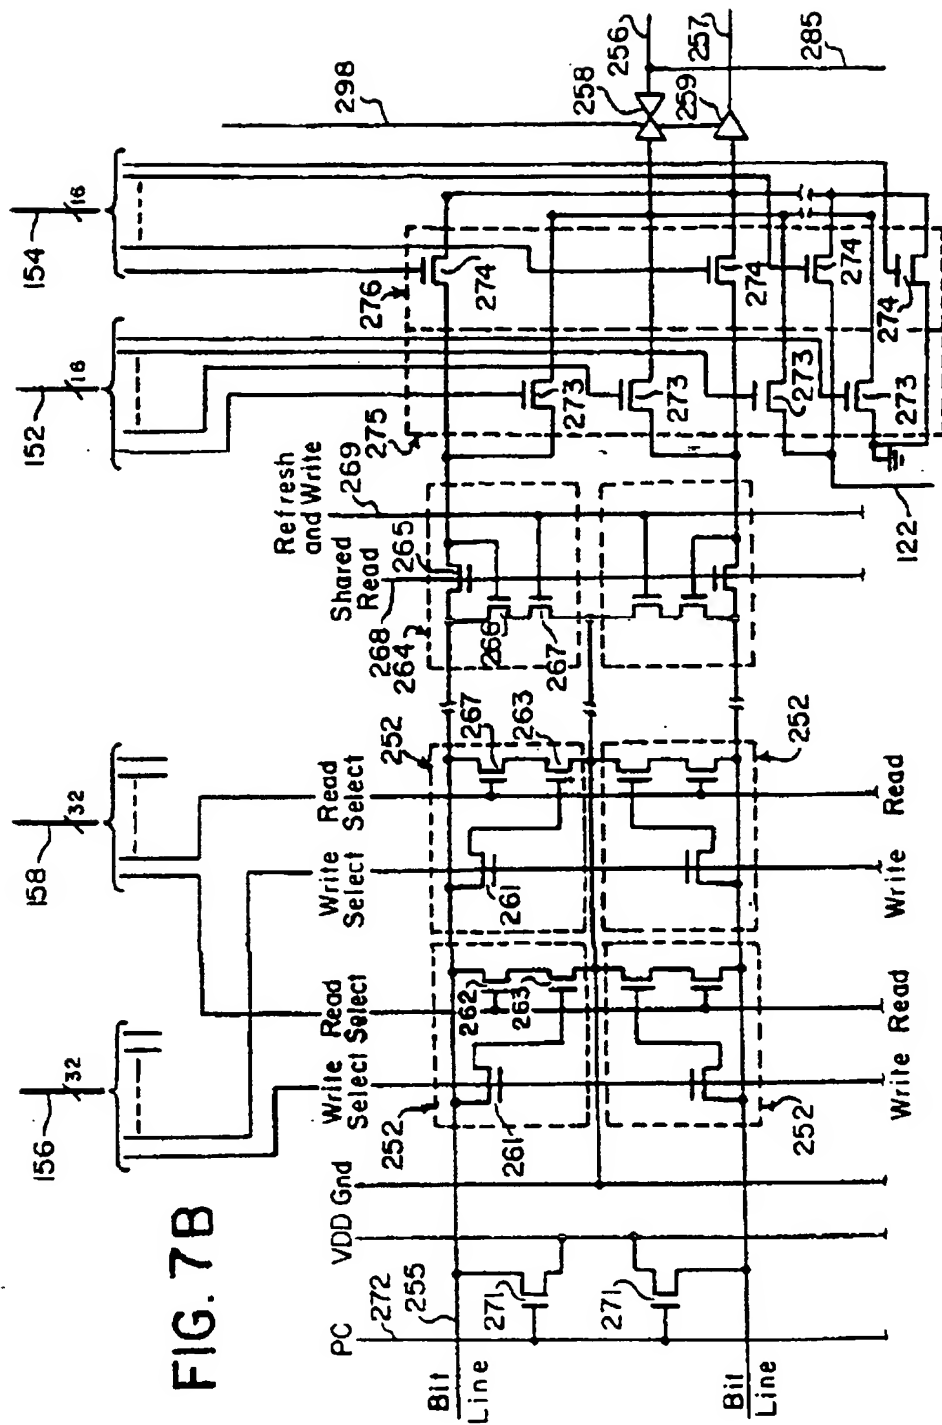 FIG. 7B
156
32
158
32
152
16
154
16
298
PC
272
255
VDD
Gnd
Write
Select
Read
Select
Write
Select
Read
Select
Shared
Read
268
264
265
Refresh
and Write
269
275
276
256
257
258
259
285
Bit
Line
Bit
Line
271
271
252
261
262
263
252
261
267
263
252
252
266
267
273
273
273
273
274
274
274
274
122
Write
Read
Write
Read